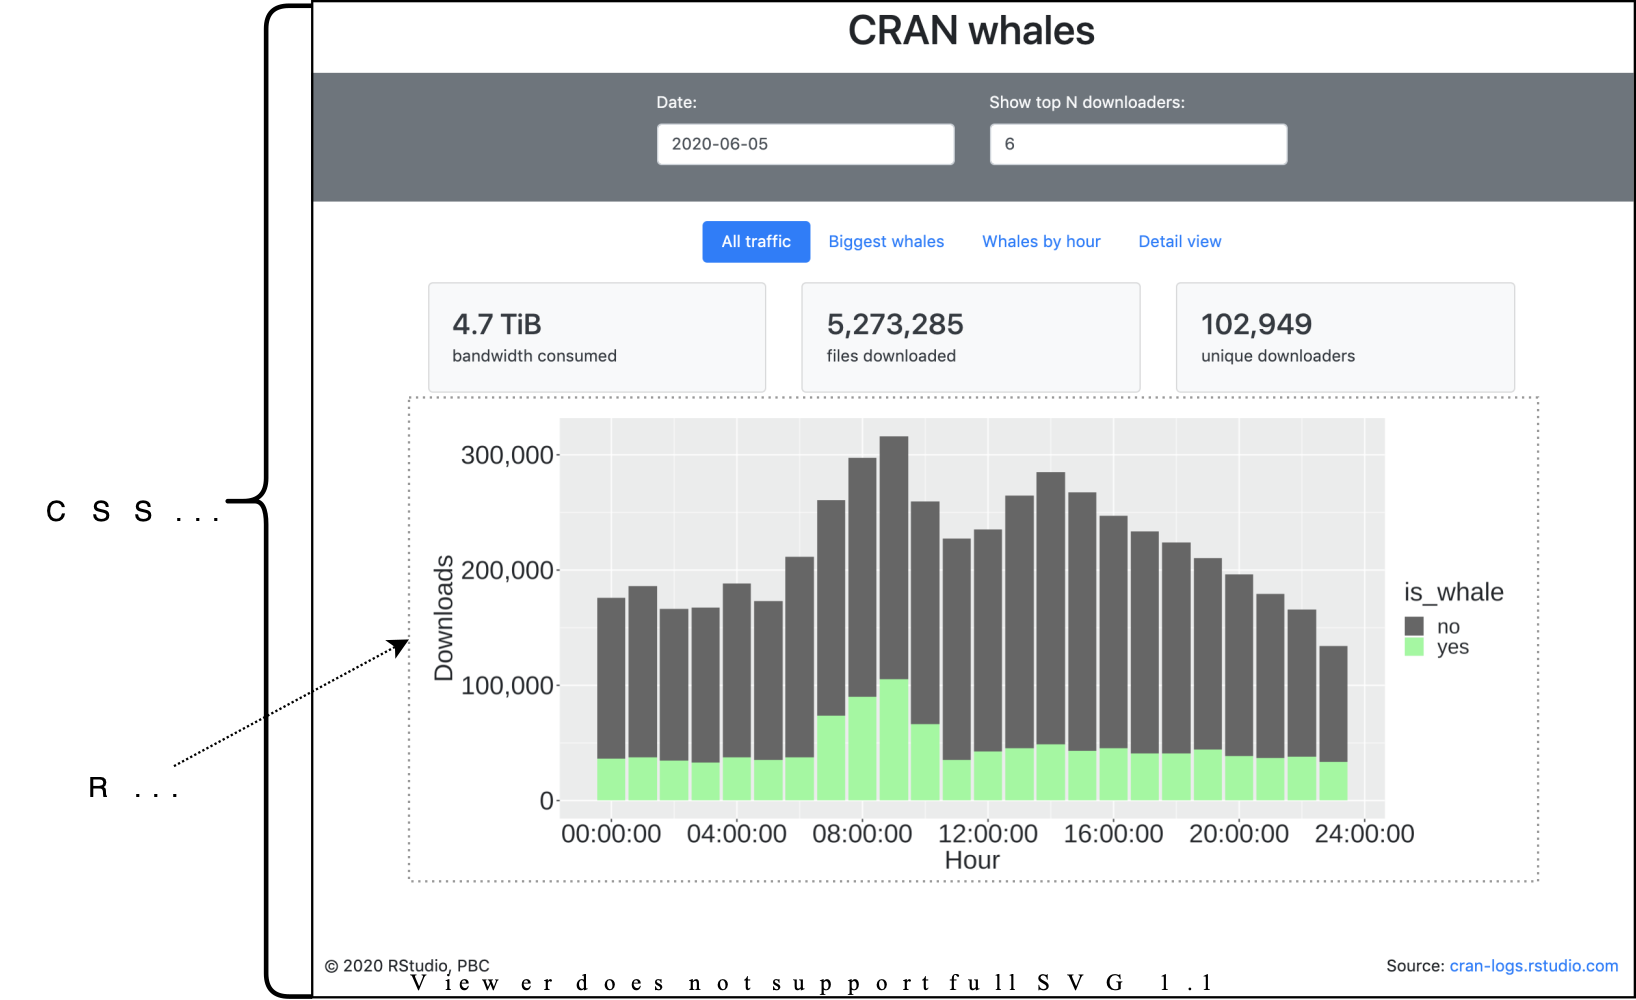 CRAN whales
Date:
Show top N downloaders:
2020-06-05
6
All traffic
Biggest whales
Whales by hour
Detail view
4.7 TiB
bandwidth consumed
5,273,285
files downloaded
102,949
unique downloaders
CSS...
R ...
Downloads
300,000
200,000
100,000
0
00:00:00
04:00:00
08:00:00
12:00:00
16:00:00
20:00:00
24:00:00
Hour
is_whale
no
yes
© 2020 RStudio, PBC
Source: cran-logs.rstudio.com
Viewer does not support full SVG 1.1